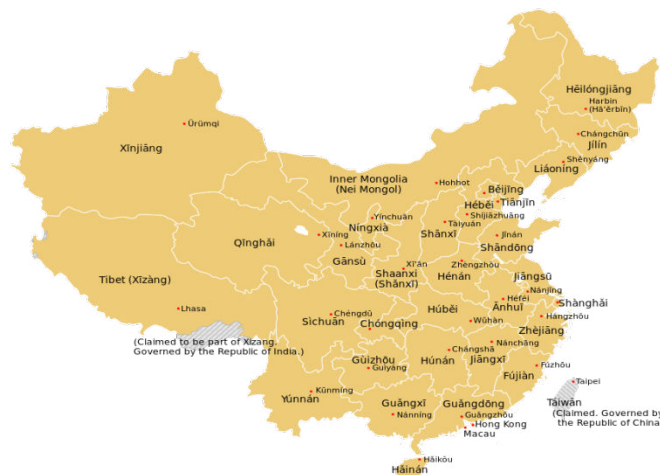 Hēilóngjiāng
Harbin
(Hā'ěrbīn)
Chángchūn
Jílín
Shěnyáng
Liáoníng
Ürümqi
Xīnjiāng
Inner Mongolia
(Nei Mongol)
Hohhot
Běijīng
Tiānjīn
Héběi
Shíjiāzhuāng
Yínchuān
Níngxià
Tàiyuán
Shānxī
Jǐnán
Shāndōng
Xīníng
Lánzhōu
Qīnghǎi
Gānsù
Xī'ān
Shaanxi
(Shǎnxī)
Zhèngzhōu
Hénán
Jiāngsū
Nánjīng
Tibet (Xīzàng)
Lhasa
Chéngdū
Sìchuān
Chóngqìng
Húběi
Wǔhàn
Héféi
Ānhuī
Shànghǎi
Hángzhōu
Zhèjiāng
(Claimed to be part of Xizang.
Governed by the Republic of India.)
Chángshā
Húnán
Nánchāng
Jiāngxī
Gùizhōu
Guìyáng
Fúzhōu
Fújiàn
Kūnmíng
Yúnnán
Guǎngxī
Nánníng
Guǎngdōng
Guǎngzhōu
Hong Kong
Macau
Taipei
Táiwān
(Claimed. Governed by
the Republic of China
Hǎikǒu
Hǎinán